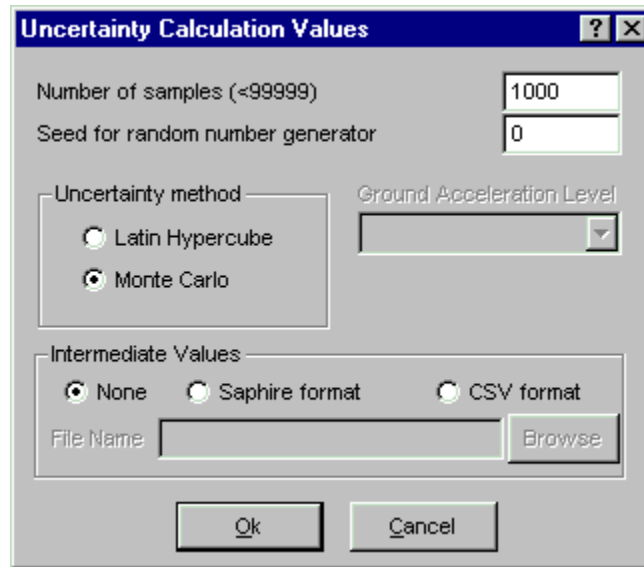 Uncertainty Calculation Values
Number of samples (<99999) 1000
Seed for random number generator 0
Uncertainty method
Ground Acceleration Level
Latin Hypercube
Monte Carlo
Intermediate Values
None Saphire format CSV format
File Name Browse
Ok Cancel